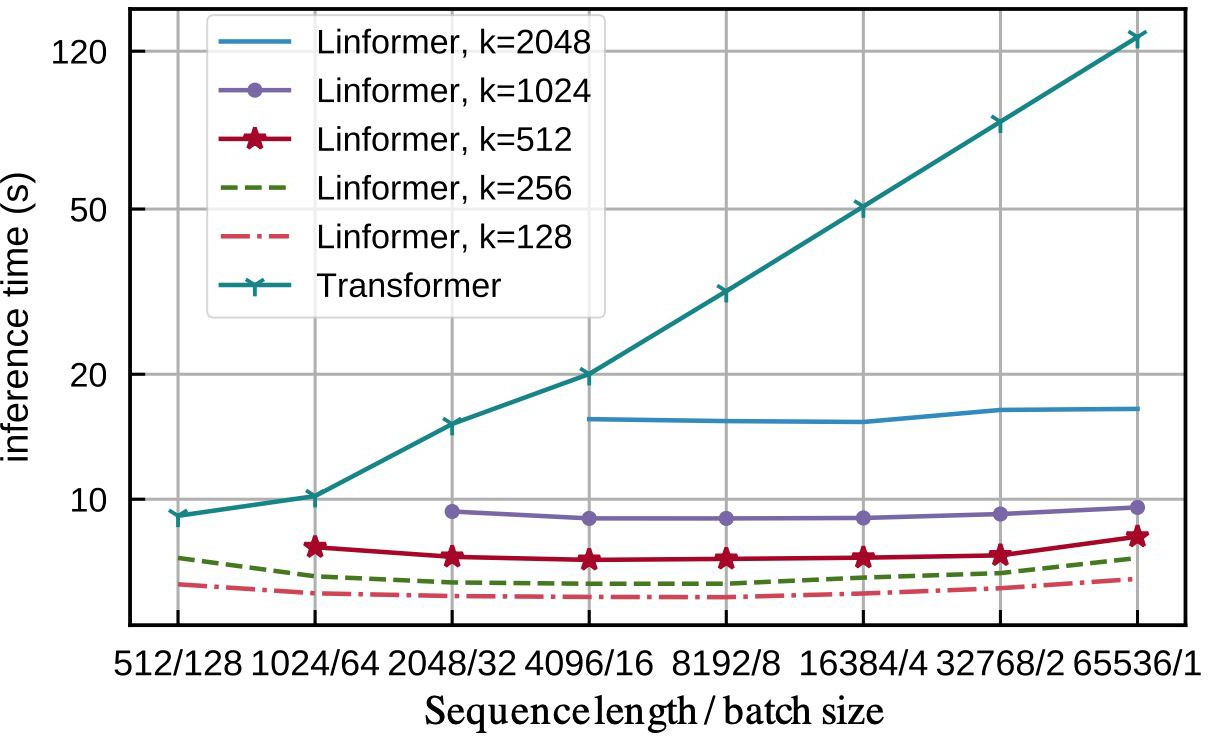 120
50
20
10
inference time (s)
Linformer, k=2048
Linformer, k=1024
Linformer, k=512
Linformer, k=256
Linformer, k=128
Transformer
512/128 1024/64 2048/32 4096/16 8192/8 16384/4 32768/2 65536/1
Sequence length / batch size